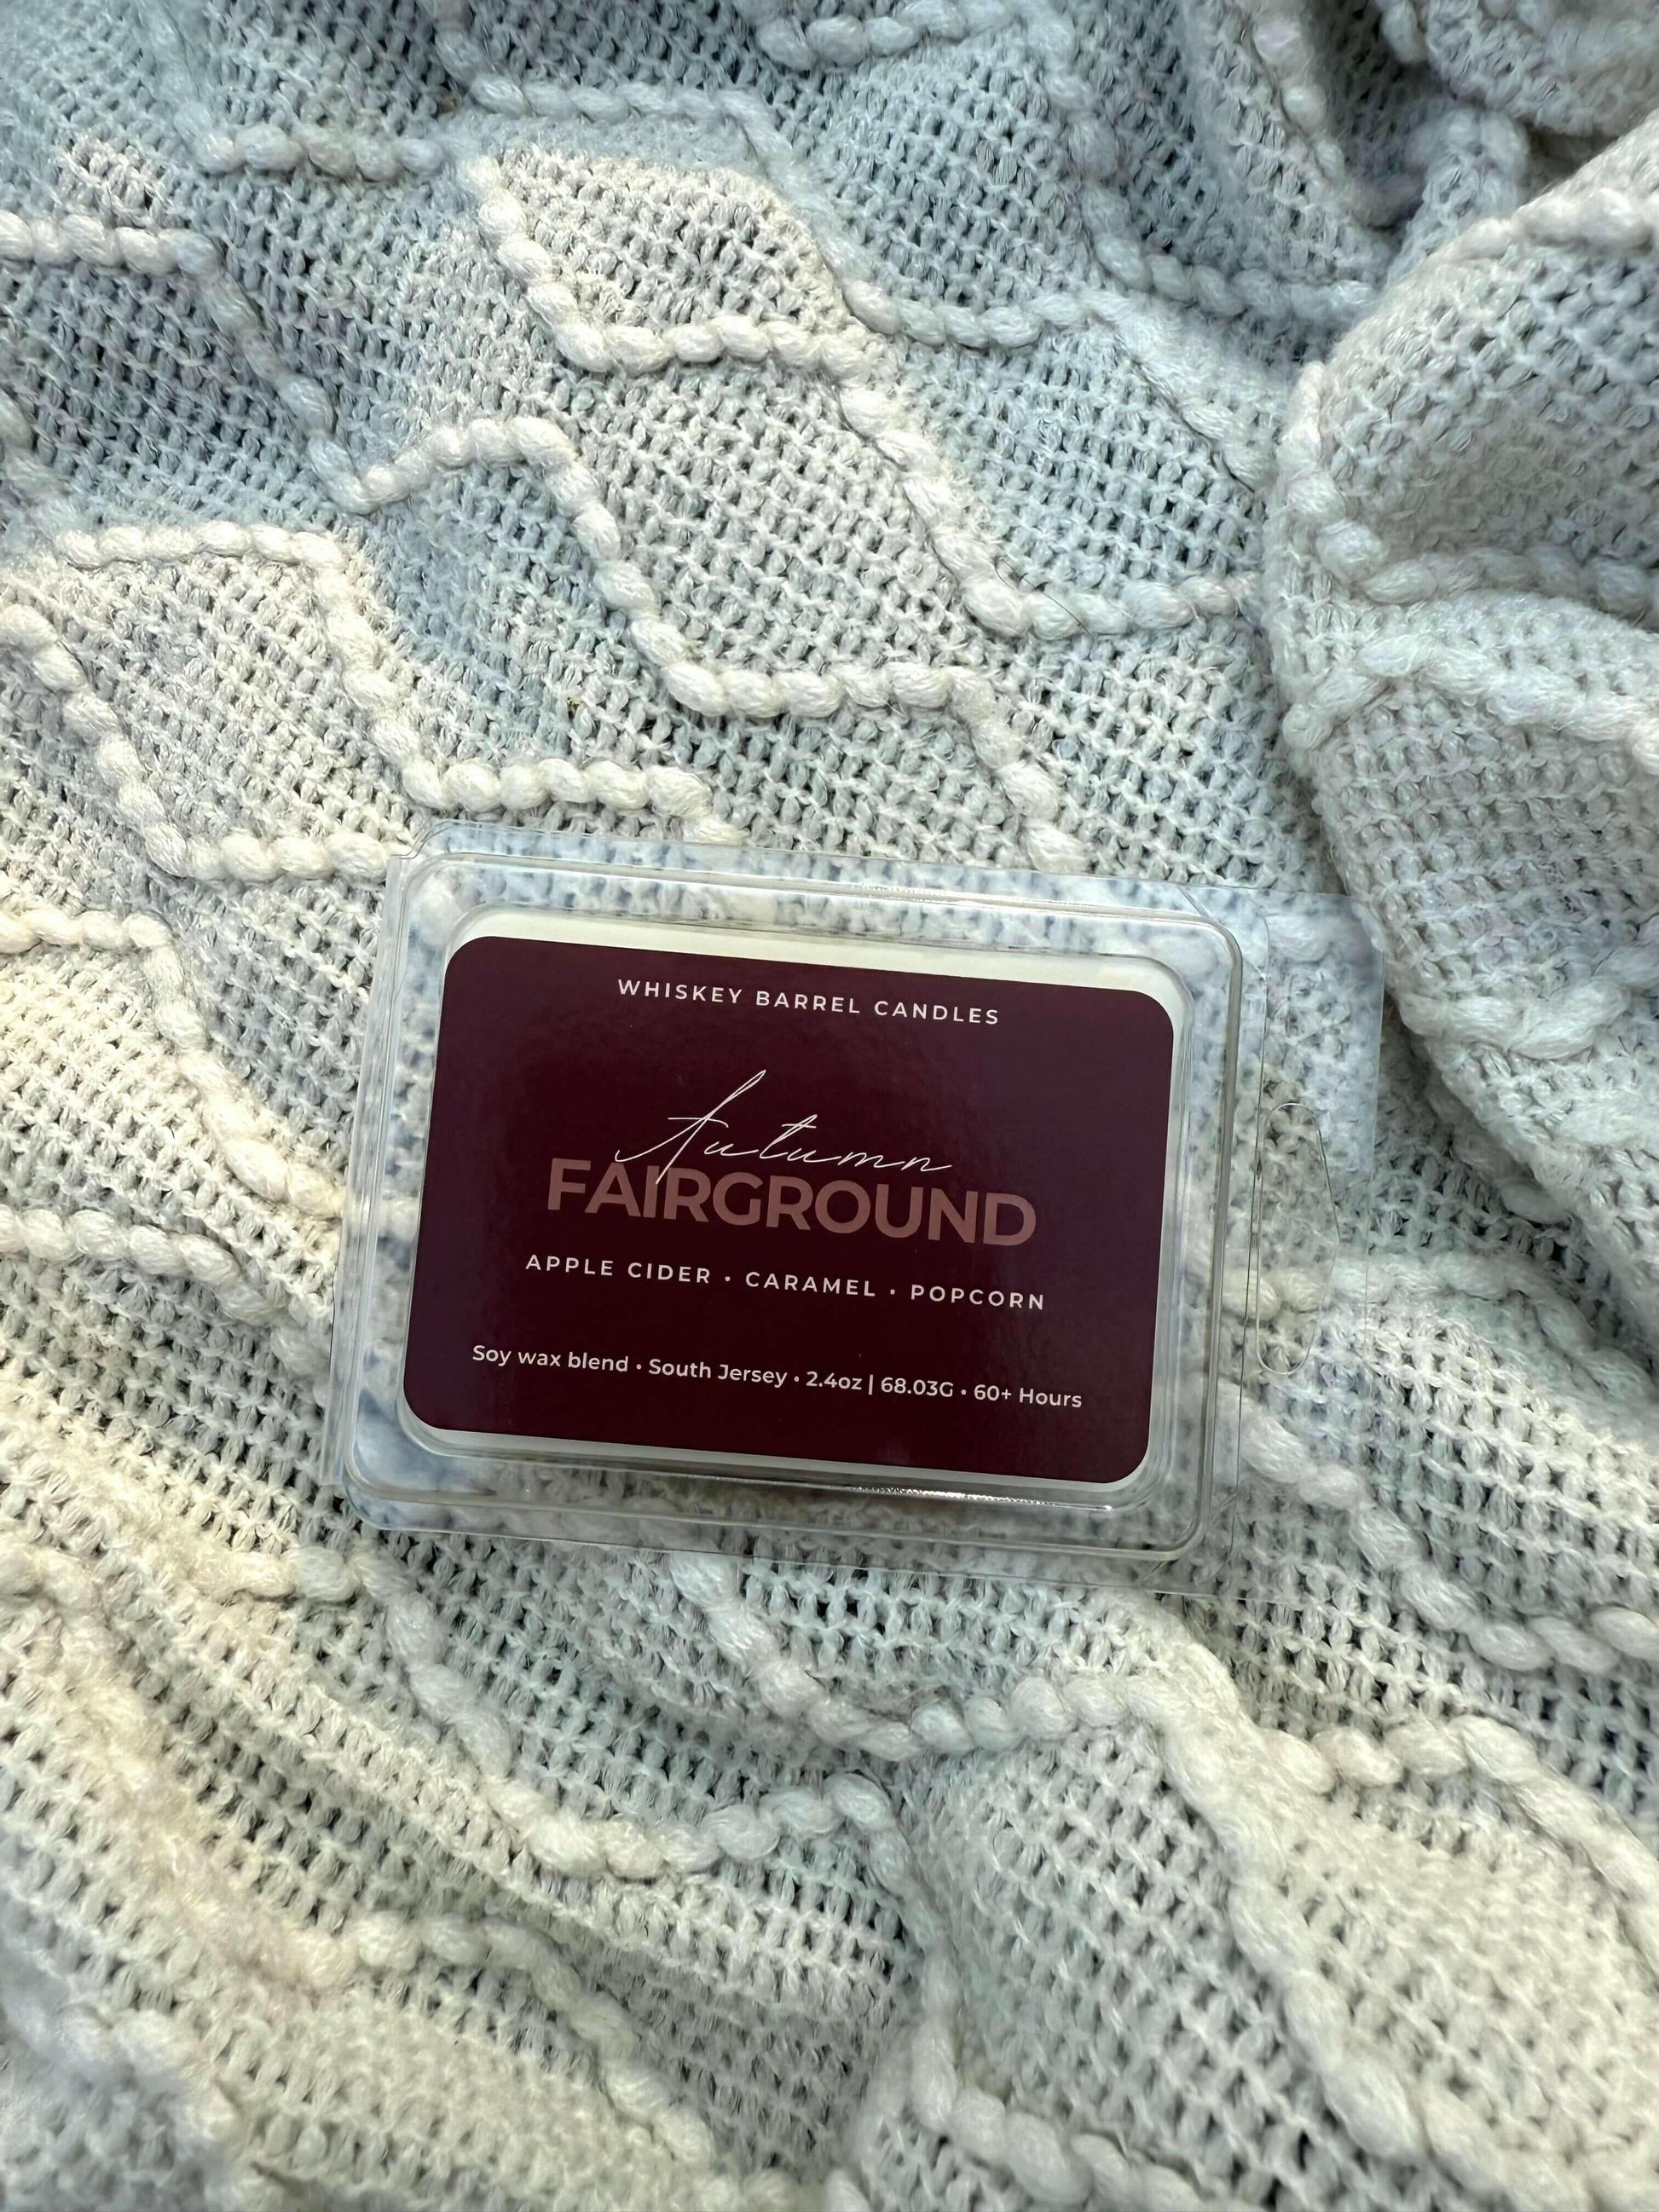 WHISKEY BARREL CANDLES
Autumn
FAIRGROUND
APPLE CIDER • CARAMEL • POPCORN
Soy wax blend • South Jersey • 2.4oz | 68.03G • 60+ Hours